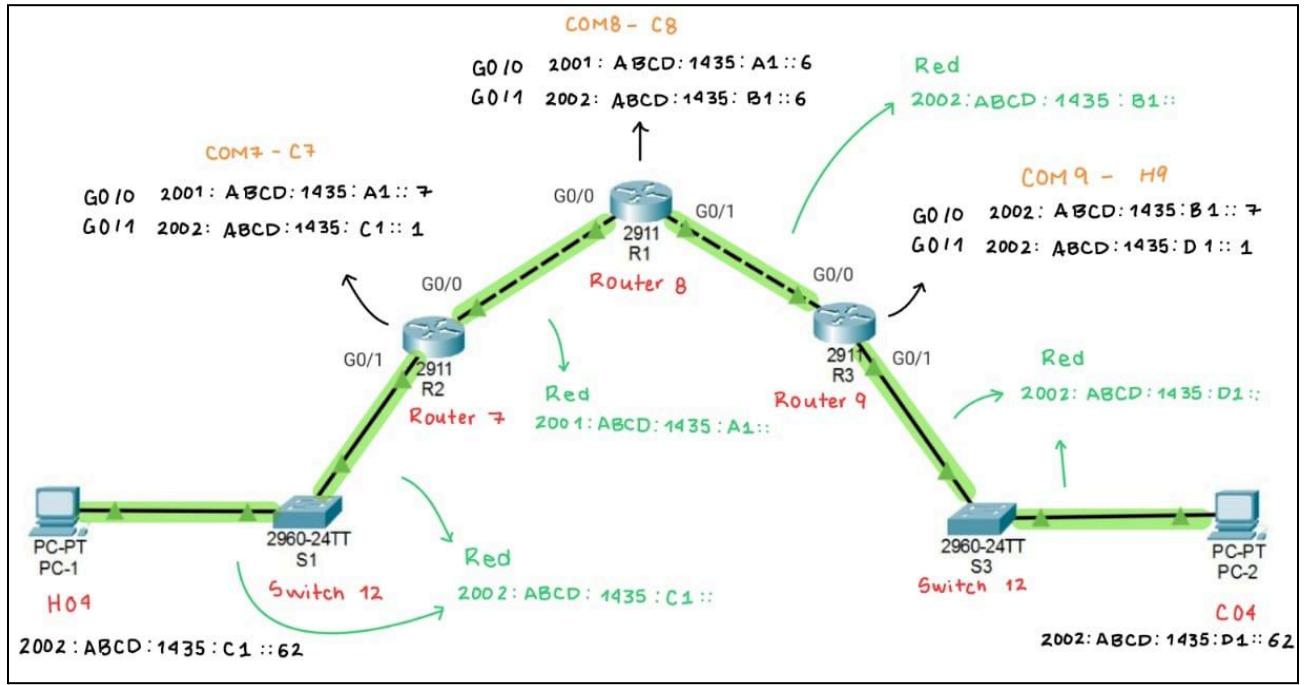 COM8 - C8
G0/0 2001: ABCD:1435:A1::6
G0/1 2002: ABCD:1435: B1::6
Red
2002:ABCD:1435:B1::
COM7 - C7
G0/0 2001: ABCD:1435:A1:: 7
G0/1 2002: ABCD:1435: C1:: 1
COM9 - H9
G0/0 2002: ABCD:1435:B1:: 7
G0/1 2002: ABCD:1435:D1:: 1
G0/0
G0/1
2911
R1
Router 8
G0/0
G0/1
2911
R2
Router 7
G0/0
G0/1
2911
R3
Router 9
Red
2001:ABCD:1435:A1::
Red
2002: ABCD:1435:D1::
PC-PT
PC-1
H04
2002:ABCD:1435:C1::62
2960-24TT
S1
Switch 12
Red
2002:ABCD:1435:C1::
2960-24TT
S3
Switch 12
PC-PT
PC-2
C04
2002:ABCD:1435:D1::62